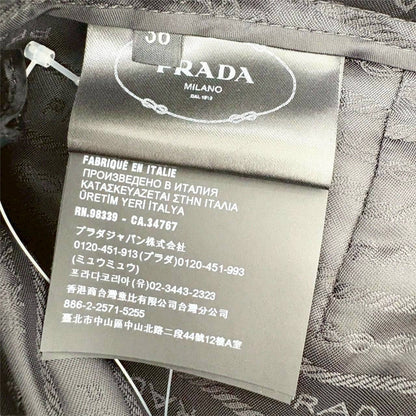 36
PRADA
MILANO
DAL 1913
FABRIQUÉ EN ITALIE
ПРОИЗВЕДЕНО В ИТАЛИЯ
ΚΑΤΑΣΚΕΥΑΖΕΤΑΙ ΣΤΗΝ ΙΤΑΛΙΑ
ÜRETİM YERİ İTALYA
RN.98339 - CA.34767
プラダジャパン株式会社
0120-451-913 (プラダ) 0120-451-993
(ミュウミュウ)
프라다코리아 (유) 02-3443-2323
香港商台灣
股份有限公司台灣分公司
886-2-2571-5255
臺北市中山區中山北路二段44號12樓A室